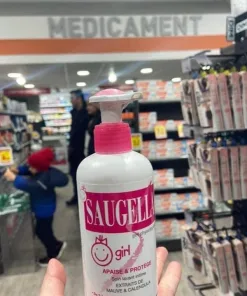 MEDICAMENT
SAUGELLA
girl
APAISE & PROTÈGE
Soin lavant intime
EXTRAITS DE
MAUVE & CALENDULA